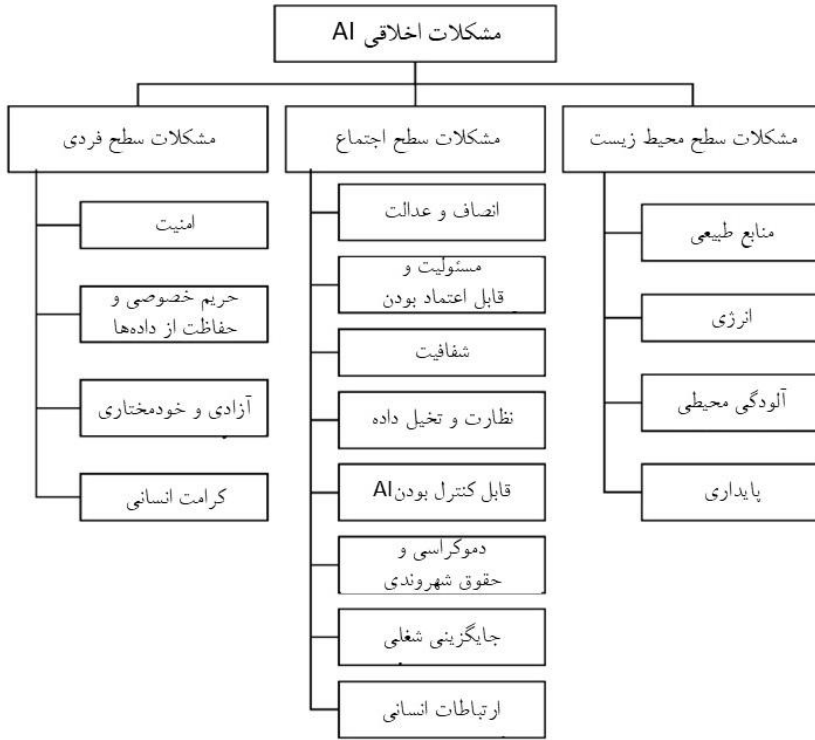 مشکلات اخلاقی AI
مشکلات سطح محیط زیست
منابع طبیعی
انرژی
آلودگی محیطی
پایداری
مشکلات سطح اجتماع
انصاف و عدالت
مسئولیت و
قابل اعتماد بودن
شفافیت
نظارت و تخیل داده
قابل کنترل بودنAI
دموکراسی و
حقوق شهروندی
جایگزینی شغلی
ارتباطات انسانی
مشکلات سطح فردی
امنیت
حریم خصوصی و
حفاظت از داده‌ها
آزادی و خودمختاری
کرامت انسانی